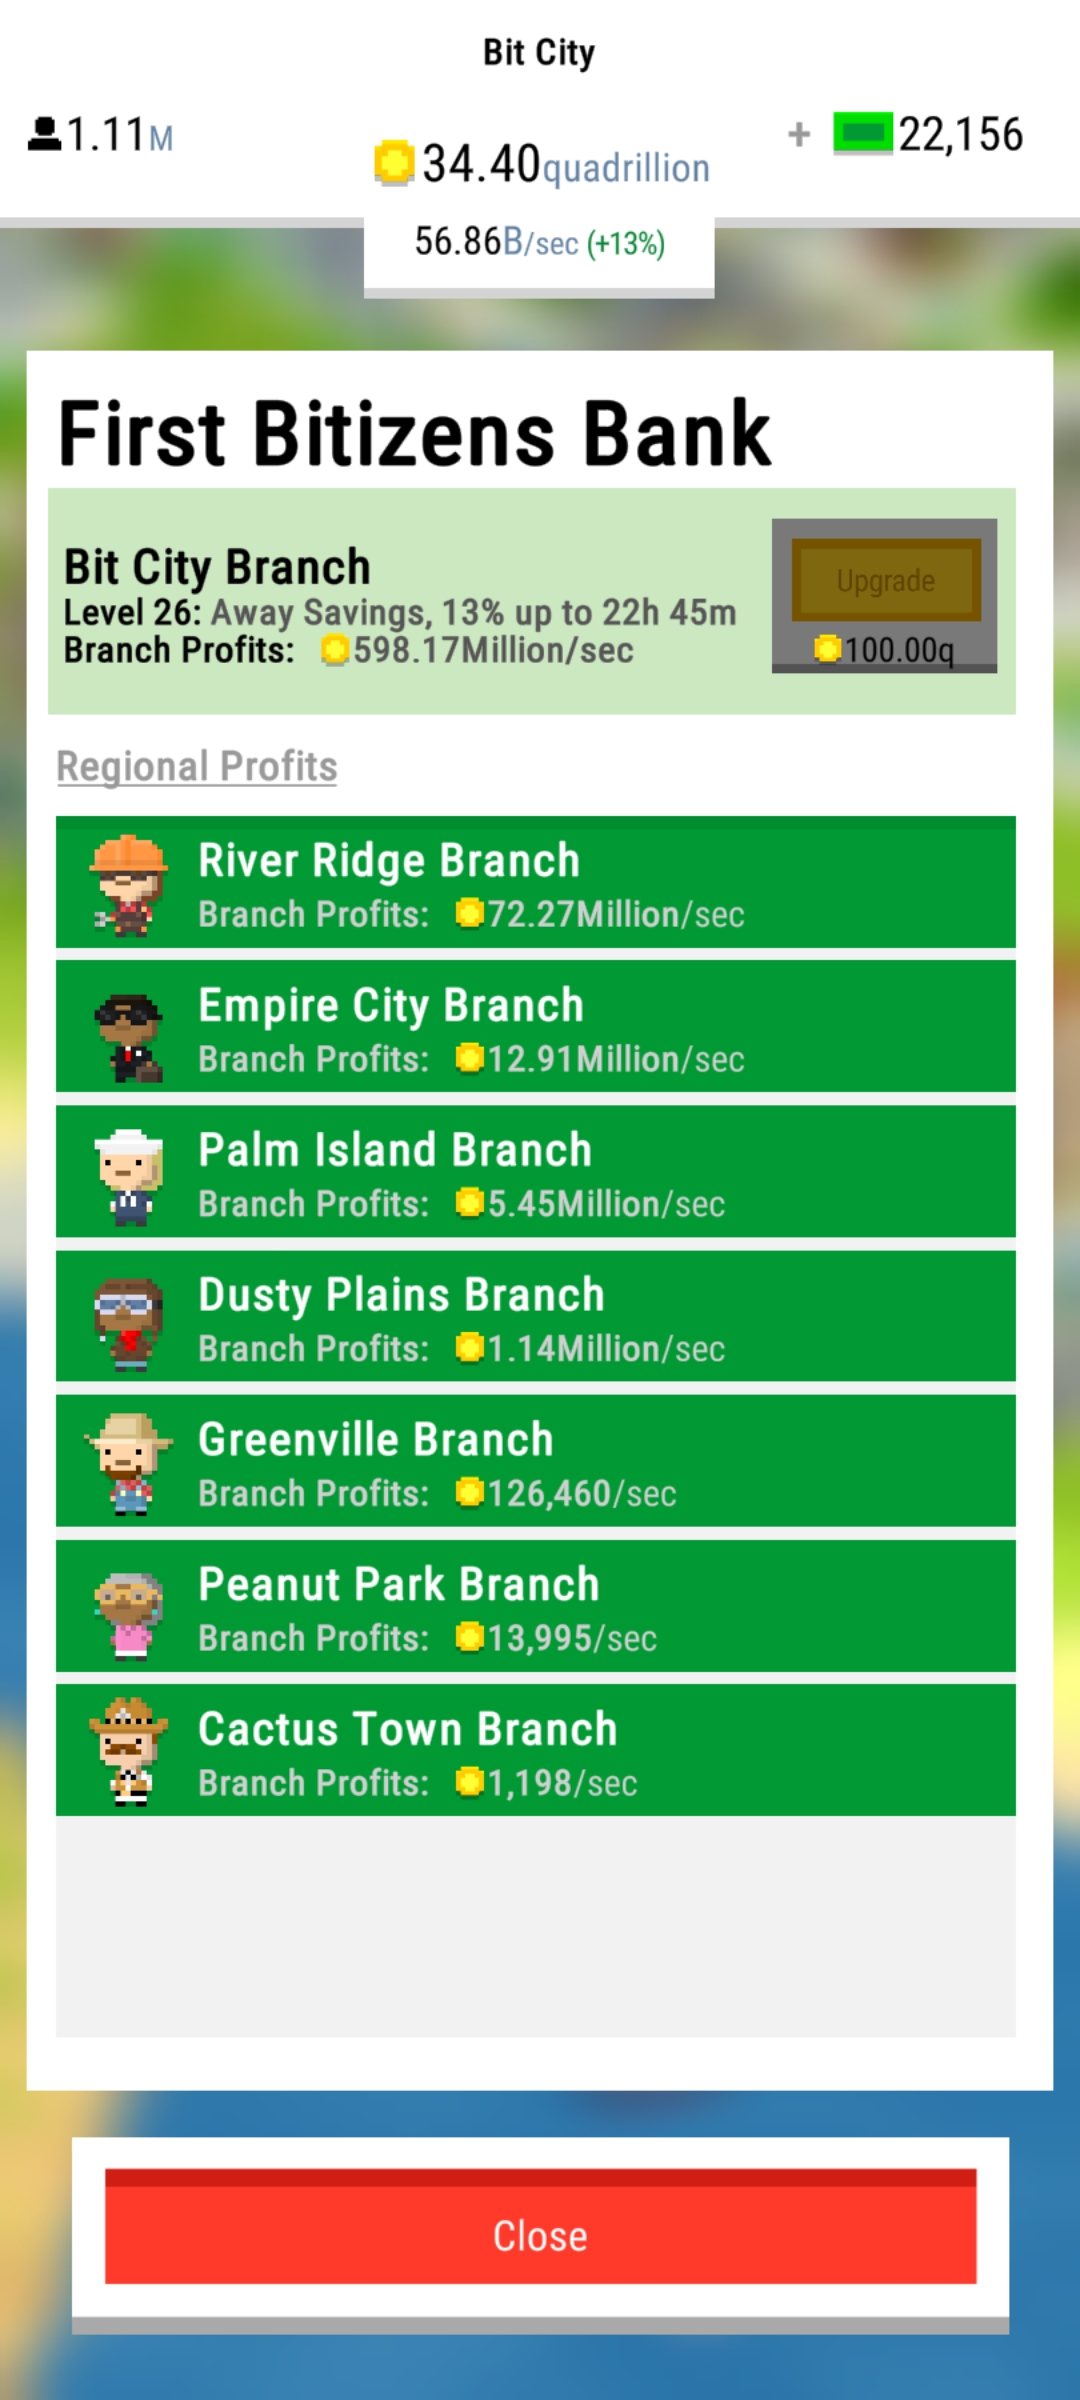 Bit City
1.11M
34.40quadrillion
+ 22,156
56.86B/sec (+13%)
First Bitizens Bank
Bit City Branch
Level 26: Away Savings, 13% up to 22h 45m
Branch Profits: 598.17Million/sec
Upgrade
100.00q
Regional Profits
River Ridge Branch
Branch Profits: 72.27Million/sec
Empire City Branch
Branch Profits: 12.91Million/sec
Palm Island Branch
Branch Profits: 5.45Million/sec
Dusty Plains Branch
Branch Profits: 1.14Million/sec
Greenville Branch
Branch Profits: 126,460/sec
Peanut Park Branch
Branch Profits: 13,995/sec
Cactus Town Branch
Branch Profits: 1,198/sec
Close